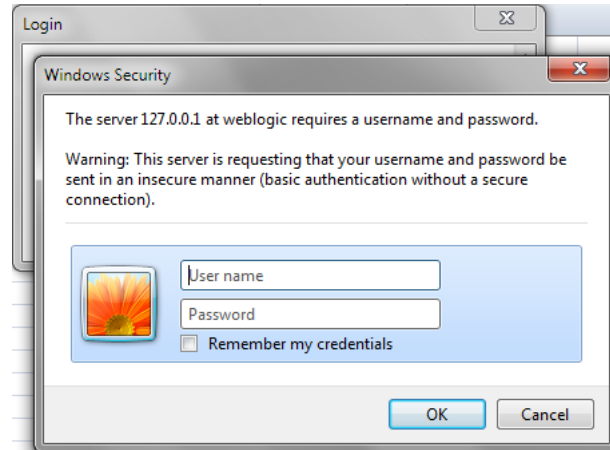 Login
Windows Security
The server 127.0.0.1 at weblogic requires a username and password.
Warning: This server is requesting that your username and password be
sent in an insecure manner (basic authentication without a secure
connection).
User name
Password
Remember my credentials
OK Cancel